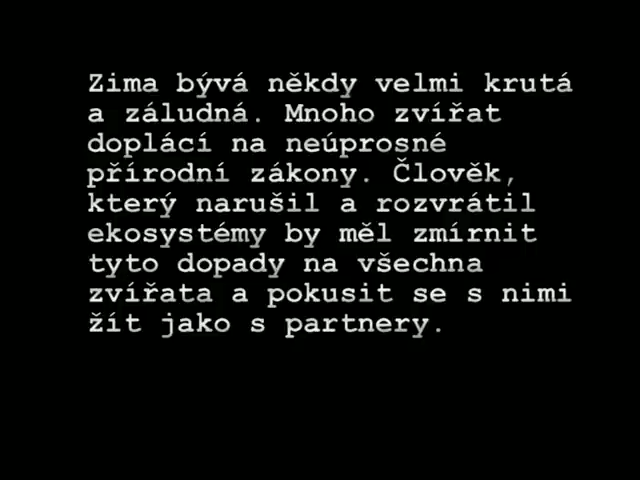 Zima bývá někdy velmi krutá
a záludná. Mnoho zvířat
doplácí na neúprosné
přírodní zákony. Člověk,
který narušil a rozvrátil
ekosystémy by měl zmírnit
tyto dopady na všechna
zvířata a pokusit se s nimi
žít jako s partnery.